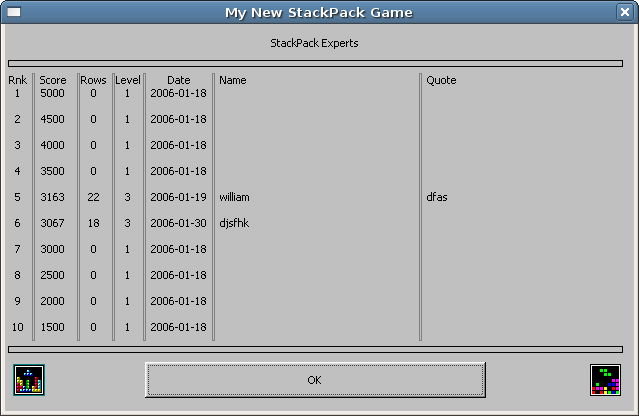 My New StackPack Game
StackPack Experts
Rnk Score Rows Level Date Name Quote
1 5000 0 1 2006-01-18
2 4500 0 1 2006-01-18
3 4000 0 1 2006-01-18
4 3500 0 1 2006-01-18
5 3163 22 3 2006-01-19 william dfas
6 3067 18 3 2006-01-30 djsfhk
7 3000 0 1 2006-01-18
8 2500 0 1 2006-01-18
9 2000 0 1 2006-01-18
10 1500 0 1 2006-01-18
OK